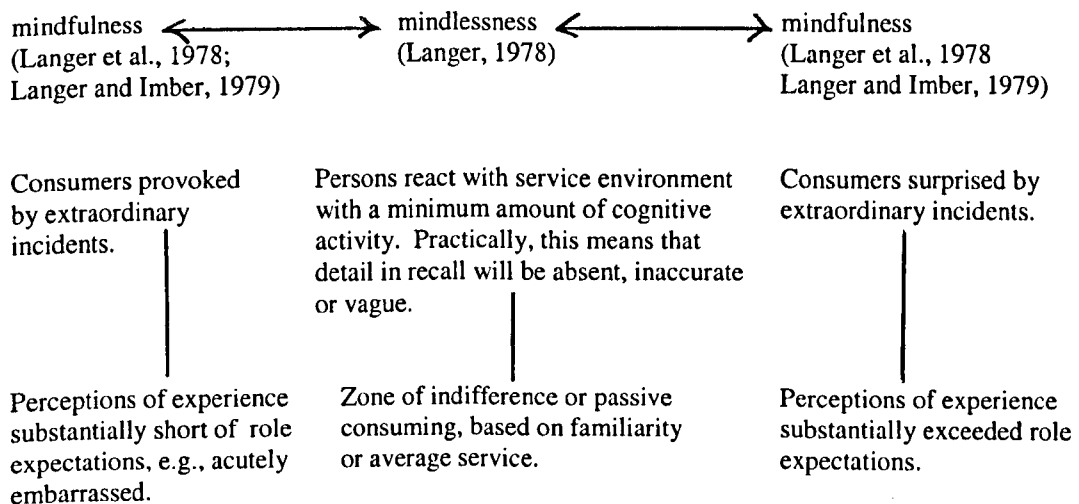 mindfulness
(Langer et al., 1978;
Langer and Imber, 1979)
mindlessness
(Langer, 1978)
mindfulness
(Langer et al., 1978
Langer and Imber, 1979)
Consumers provoked
by extraordinary
incidents.
Persons react with service environment
with a minimum amount of cognitive
activity. Practically, this means that
detail in recall will be absent, inaccurate
or vague.
Consumers surprised by
extraordinary incidents.
Perceptions of experience
substantially short of role
expectations, e.g., acutely
embarrassed.
Zone of indifference or passive
consuming, based on familiarity
or average service.
Perceptions of experience
substantially exceeded role
expectations.